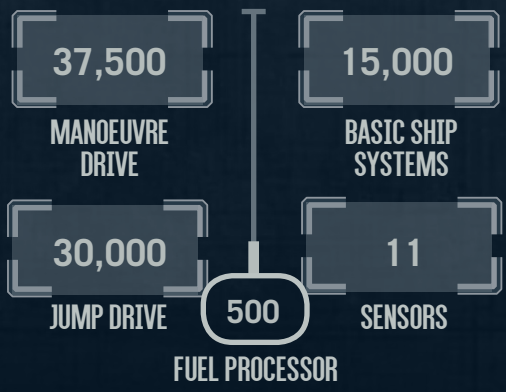 37,500
MANOEUVRE
DRIVE
15,000
BASIC SHIP
SYSTEMS
30,000
JUMP DRIVE
11
SENSORS
500
FUEL PROCESSOR